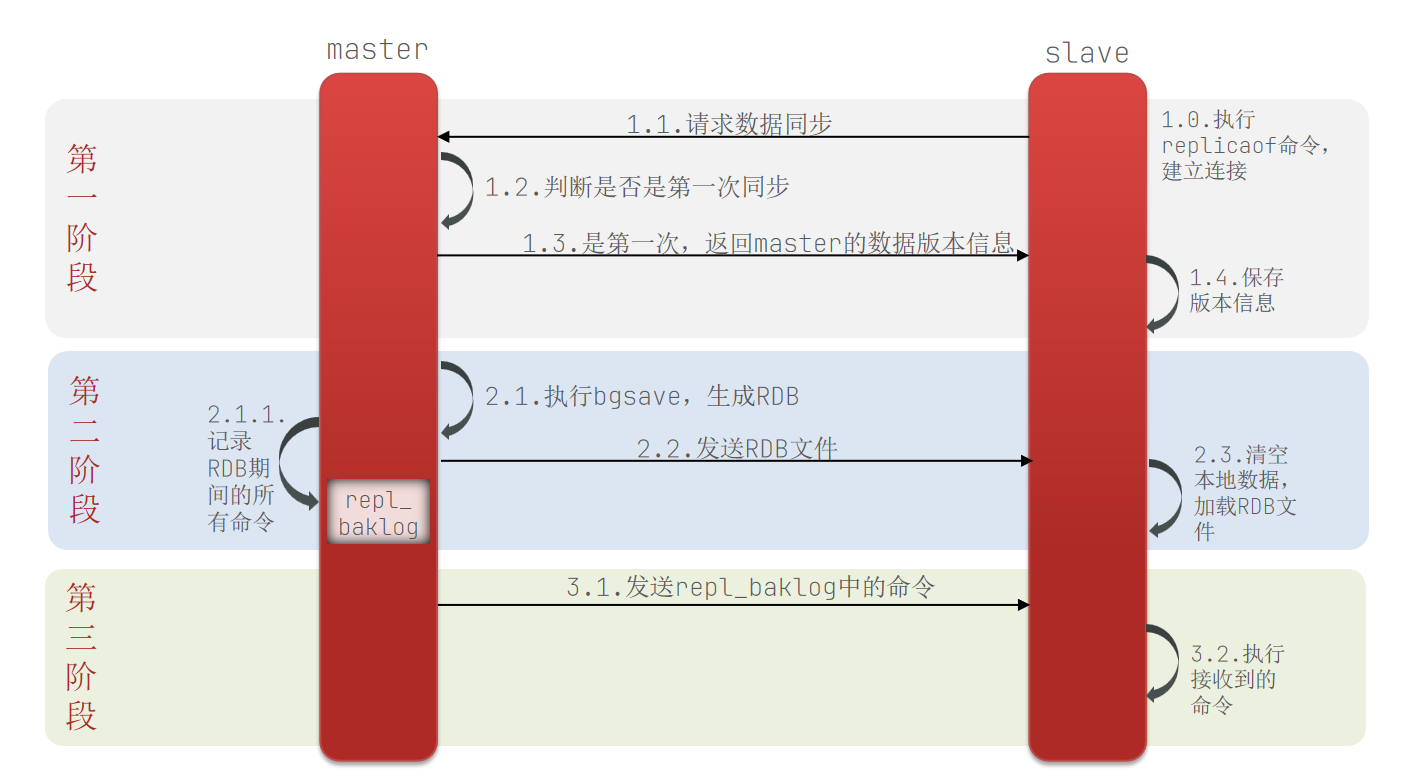 master
slave
第一阶段
1.0.执行
replicaof命令，
建立连接
1.1.请求数据同步
1.2.判断是否是第一次同步
1.3.是第一次，返回master的数据版本信息
1.4.保存
版本信息
第二阶段
2.1.执行bgsave，生成RDB
2.1.1.
记录
RDB期
间的所
有命令
repl_
baklog
2.2.发送RDB文件
2.3.清空
本地数据，
加载RDB文
件
第三阶段
3.1.发送repl_baklog中的命令
3.2.执行
接收到的
命令